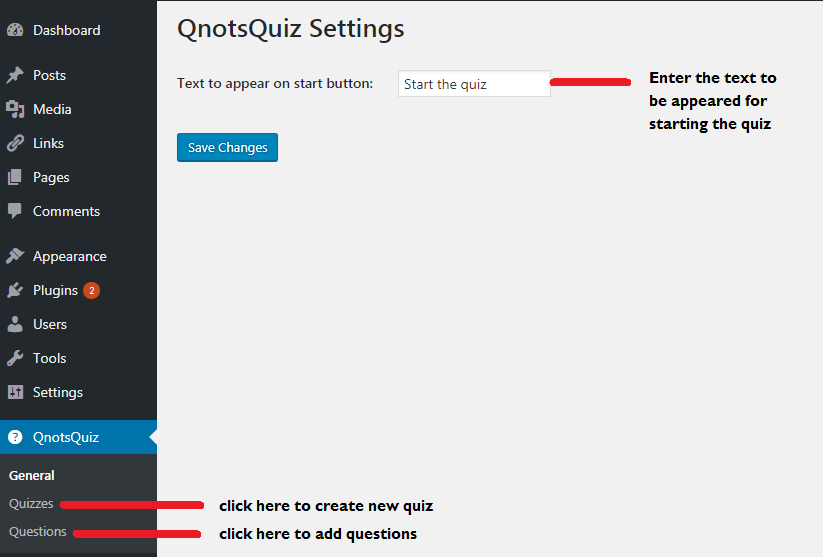 Dashboard
Posts
Media
Links
Pages
Comments
Appearance
Plugins 2
Users
Tools
Settings
QnotsQuiz
General
Quizzes
Questions
QnotsQuiz Settings
Text to appear on start button:
Start the quiz
Enter the text to
be appeared for
starting the quiz
Save Changes
click here to create new quiz
click here to add questions